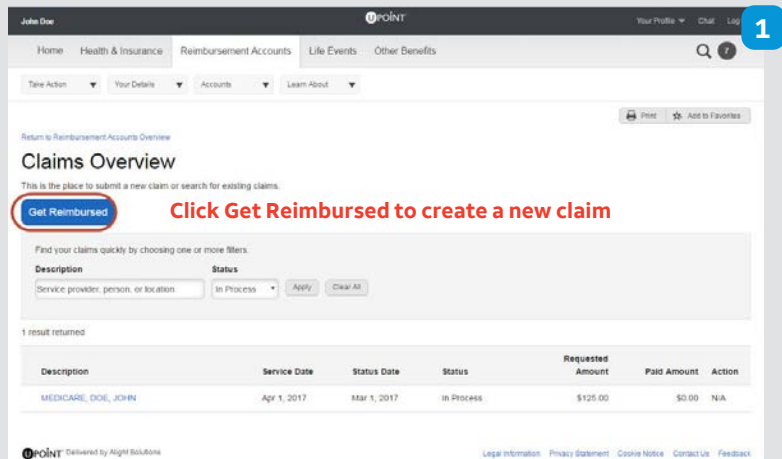 John Doe UPOINT Your Profile Chat Log
1
Home Health & Insurance Reimbursement Accounts Life Events Other Benefits 7
Take Action Your Details Accounts Learn About
Print Add to Favorites
Return to Reimbursement Accounts Overview
Claims Overview
This is the place to submit a new claim or search for existing claims.
Get Reimbursed Click Get Reimbursed to create a new claim
Find your claims quickly by choosing one or more filters.
Description Status
Service provider, person, or location In Process Apply Clear All
1 result returned
Description Service Date Status Date Status Requested Amount Paid Amount Action
MEDICARE, DOE, JOHN Apr 1, 2017 Mar 1, 2017 In Process $125.00 $0.00 N/A
UPOINT Delivered by Alight Solutions Legal Information Privacy Statement Cookie Notice Contact Us Feedback